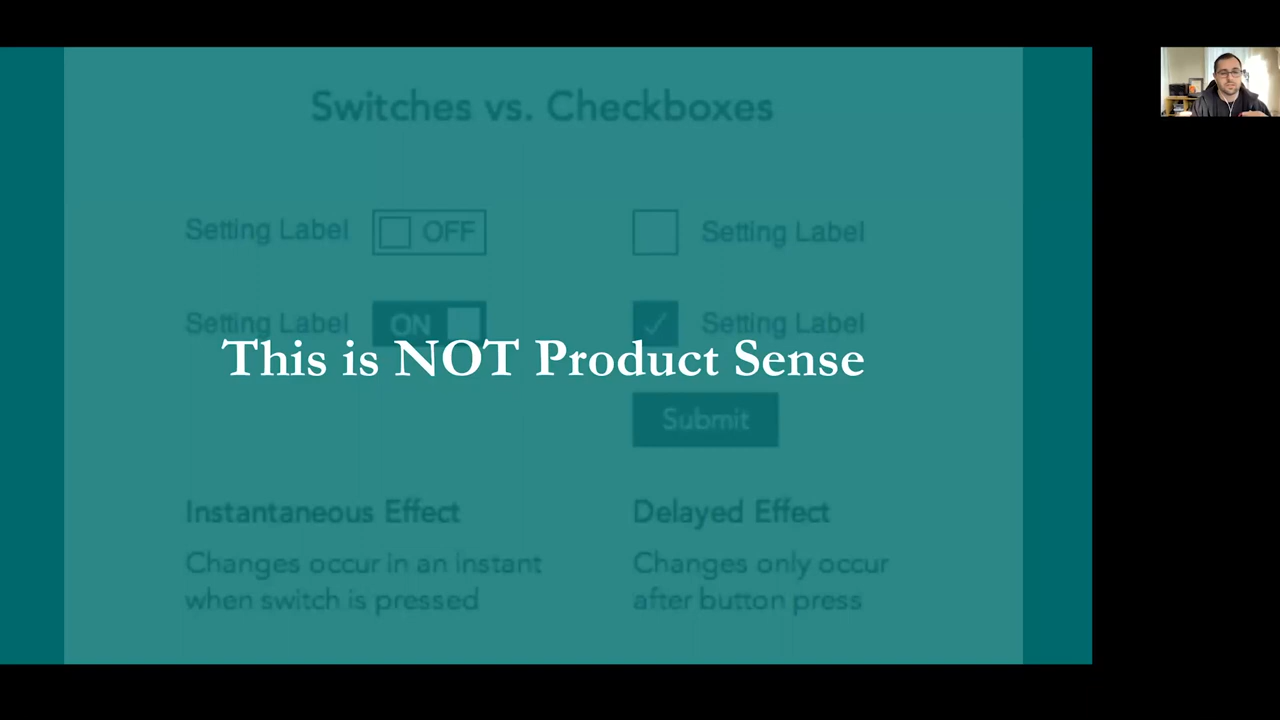 Switches vs. Checkboxes
Setting Label OFF
Setting Label
Setting Label ON
Setting Label
This is NOT Product Sense
Submit
Instantaneous Effect
Changes occur in an instant
when switch is pressed
Delayed Effect
Changes only occur
after button press